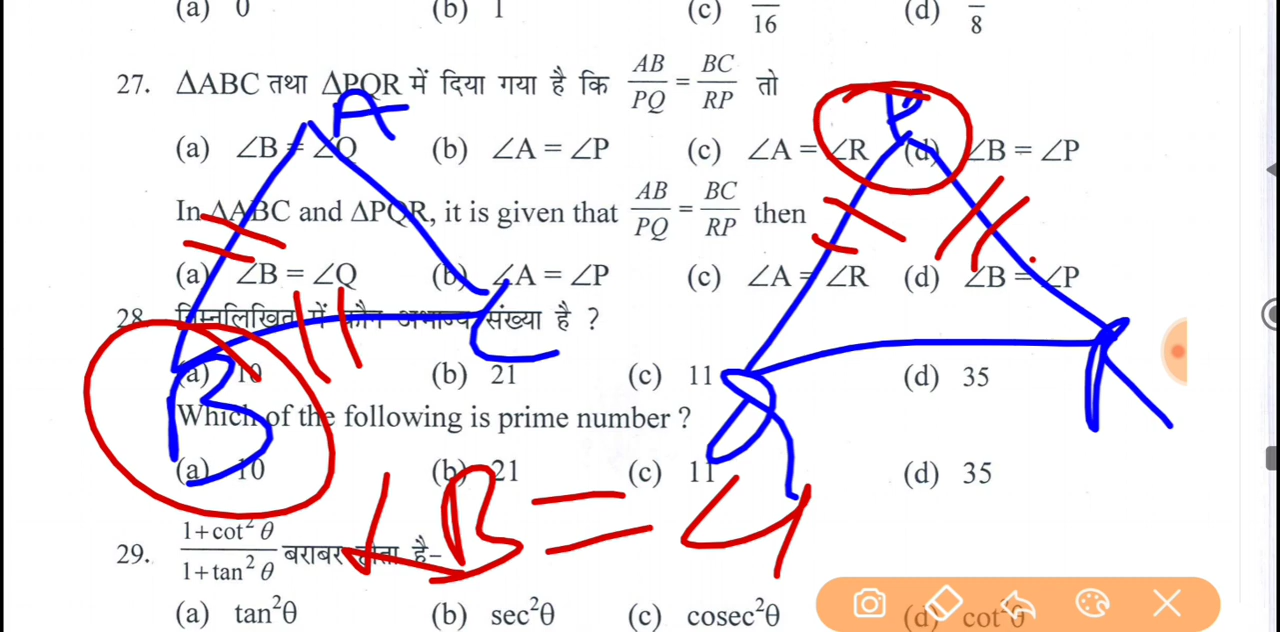 (a) 0 (b) 1 (c) 16 (d) 8
27. ΔABC तथा ΔPQR में दिया गया है कि AB/PQ = BC/RP तो
(a) ∠B = ∠Q (b) ∠A = ∠P (c) ∠A = ∠R (d) ∠B = ∠P
In ΔABC and ΔPQR, it is given that AB/PQ = BC/RP then
(a) ∠B = ∠Q (b) ∠A = ∠P (c) ∠A = ∠R (d) ∠B = ∠P
28. निम्नलिखित में कौन अभाज्य संख्या है ?
(a) 10 (b) 21 (c) 11 (d) 35
Which of the following is prime number ?
(a) 10 (b) 21 (c) 11 (d) 35
29. 1+cot²θ/1+tan²θ बराबर होता है–
(a) tan²θ (b) sec²θ (c) cosec²θ (d) cot²θ
A
P
B
C
Q
R
∠B = ∠